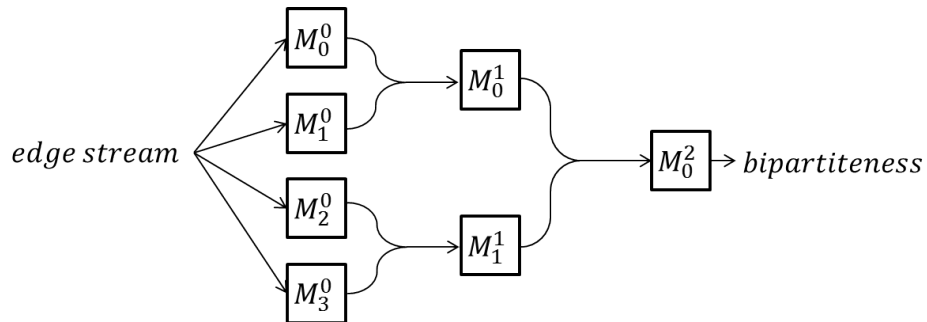 edge stream
M_0^0
M_1^0
M_2^0
M_3^0
M_0^1
M_1^1
M_0^2
bipartiteness